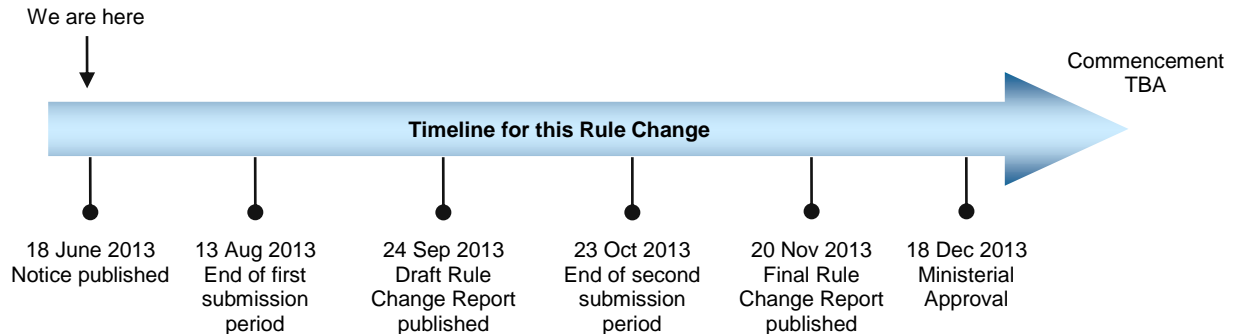 We are here
Commencement
TBA
Timeline for this Rule Change
18 June 2013
Notice published
13 Aug 2013
End of first
submission
period
24 Sep 2013
Draft Rule
Change Report
published
23 Oct 2013
End of second
submission
period
20 Nov 2013
Final Rule
Change Report
published
18 Dec 2013
Ministerial
Approval